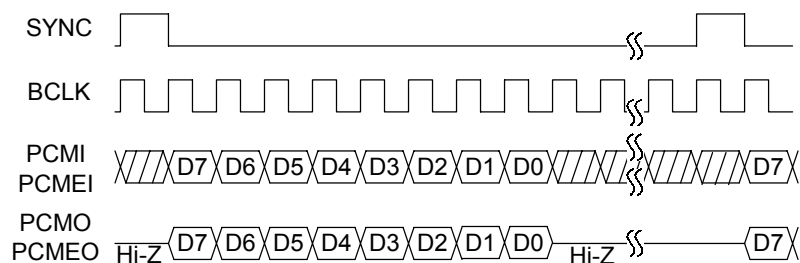 SYNC
BCLK
PCMI
PCMEI
D7 D6 D5 D4 D3 D2 D1 D0 D7
PCMO
PCMEO
Hi-Z D7 D6 D5 D4 D3 D2 D1 D0 Hi-Z D7